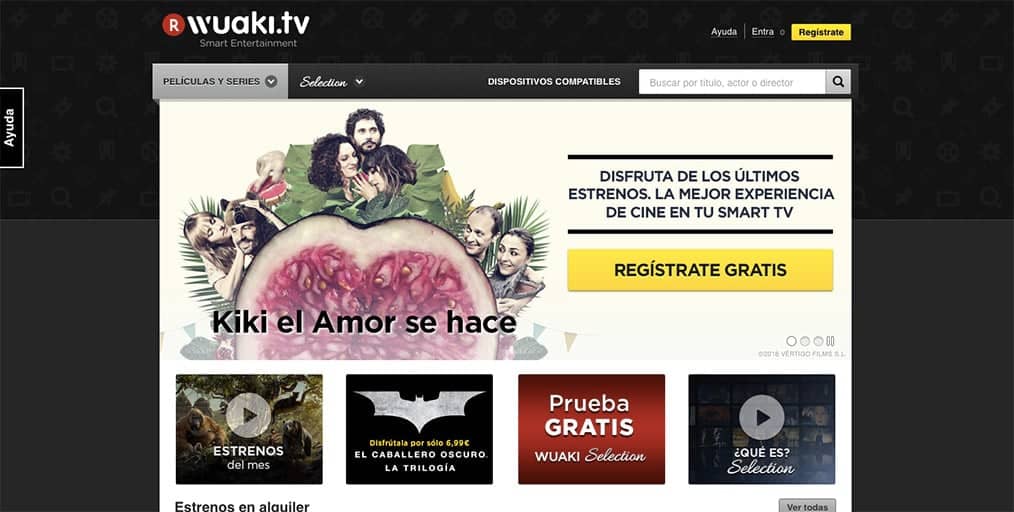 R wuaki.tv
Smart Entertainment
Ayuda
Entra
Regístrate
PELÍCULAS Y SERIES
Selection
DISPOSITIVOS COMPATIBLES
Buscar por título, actor o director
Ayuda
DISFRUTA DE LOS ÚLTIMOS
ESTRENOS. LA MEJOR EXPERIENCIA
DE CINE EN TU SMART TV
REGÍSTRATE GRATIS
Kiki el Amor se hace
©2016 VÉRTIGO FILMS S.L.
ESTRENOS
del mes
Disfrútala por sólo 6,99€
EL CABALLERO OSCURO.
LA TRILOGÍA
Prueba
GRATIS
WUAKI Selection
¿QUÉ ES?
Selection
Estrenos en alquiler
Ver todas